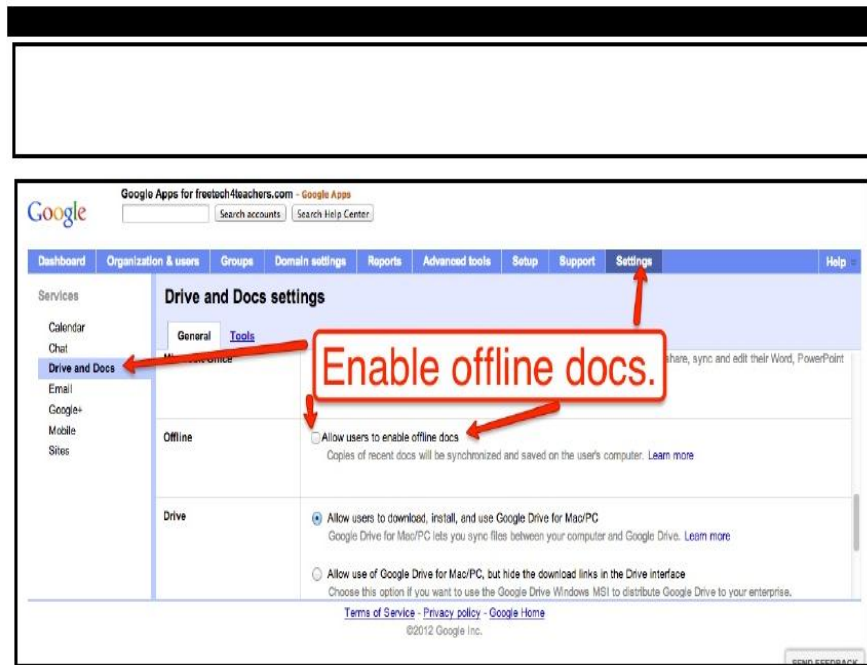 Google Apps for freetech4teachers.com - Google Apps
Google
Search accounts Search Help Center
Dashboard Organization & users Groups Domain settings Reports Advanced tools Setup Support Settings Help
Services
Drive and Docs settings
Calendar
Chat
Drive and Docs
Email
Google+
Mobile
Sites
General Tools
share, sync and edit their Word, PowerPoint
Enable offline docs.
Offline
Allow users to enable offline docs
Copies of recent docs will be synchronized and saved on the user's computer. Learn more
Drive
Allow users to download, install, and use Google Drive for Mac/PC
Google Drive for Mac/PC lets you sync files between your computer and Google Drive. Learn more
Allow use of Google Drive for Mac/PC, but hide the download links in the Drive interface
Choose this option if you want to use the Google Drive Windows MSI to distribute Google Drive to your enterprise.
Terms of Service - Privacy policy - Google Home
©2012 Google Inc.
SEND FEEDBACK